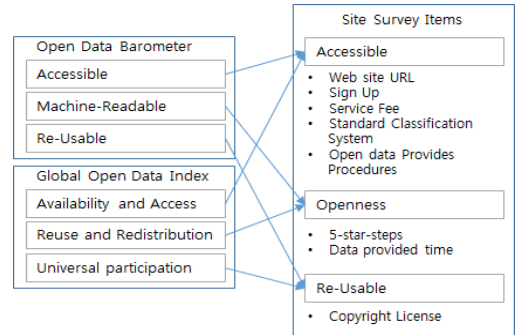 Open Data Barometer
Accessible
Machine-Readable
Re-Usable
Global Open Data Index
Availability and Access
Reuse and Redistribution
Universal participation
Site Survey Items
Accessible
• Web site URL
• Sign Up
• Service Fee
• Standard Classification
System
• Open data Provides
Procedures
Openness
• 5-star-steps
• Data provided time
Re-Usable
• Copyright License